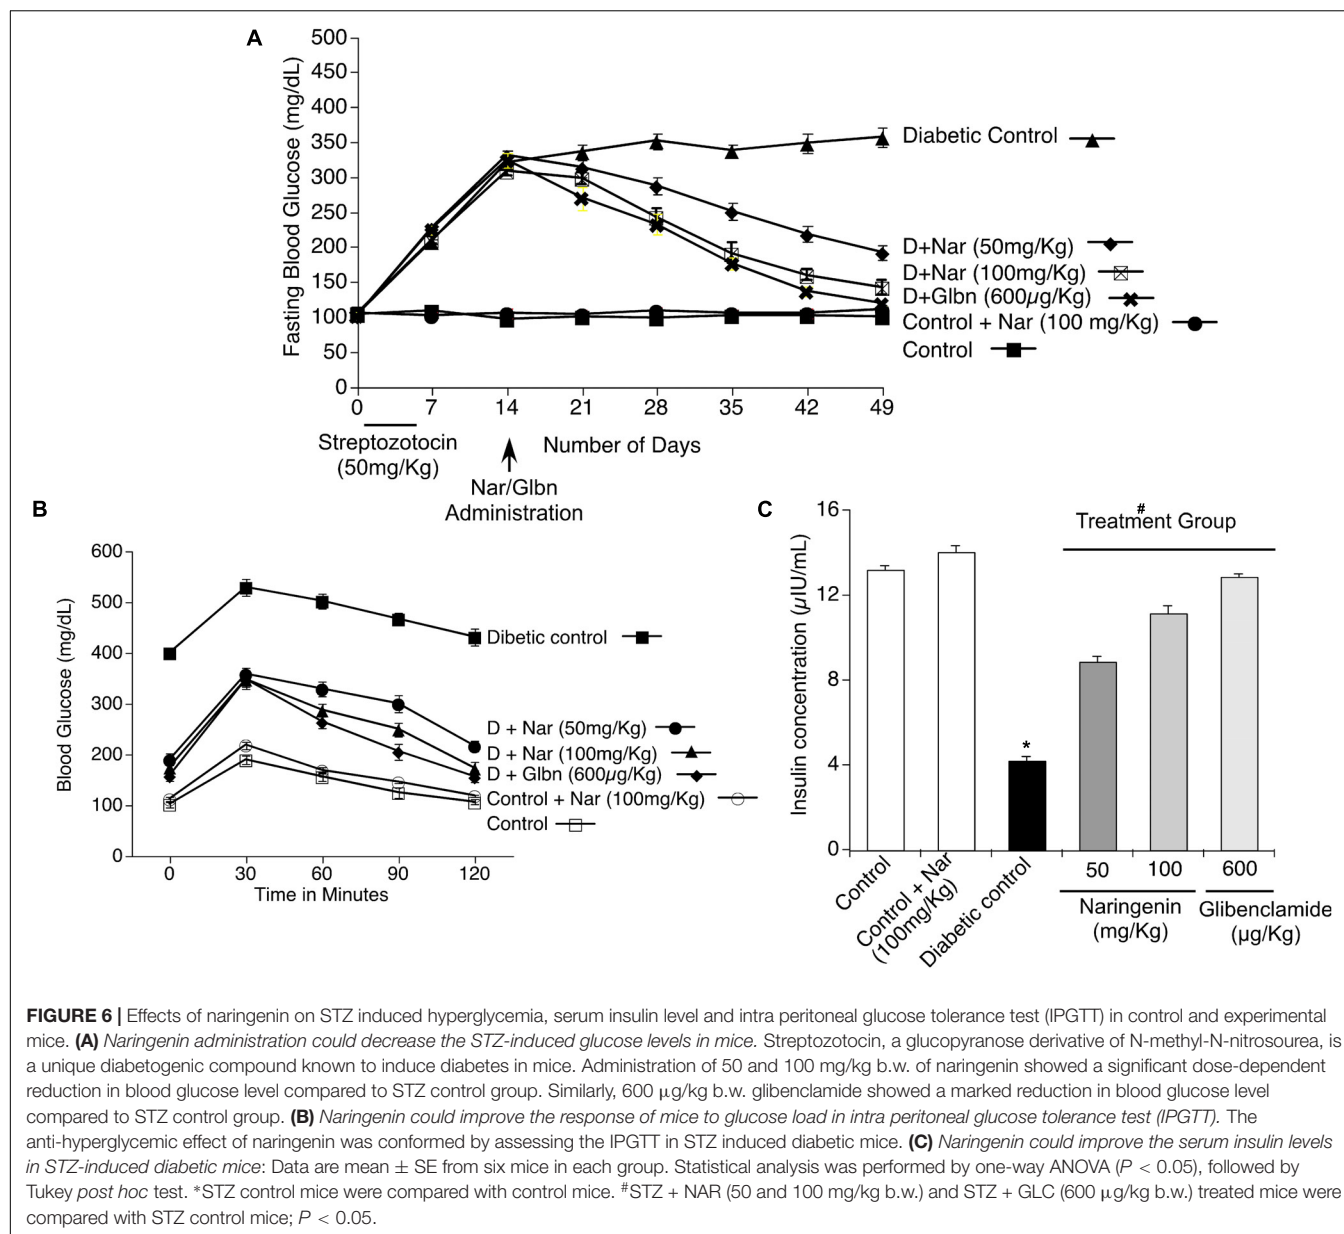 A
500
450
400
350
300
250
200
150
100
50
0
Fasting Blood Glucose (mg/dL)
Diabetic Control
D+Nar (50mg/Kg)
D+Nar (100mg/Kg)
D+Glbn (600µg/Kg)
Control + Nar (100 mg/Kg)
Control
0 7 14 21 28 35 42 49
Streptozotocin
(50mg/Kg)
Number of Days
Nar/Glbn
Administration
B
600
500
400
300
200
100
0
Blood Glucose (mg/dL)
Dibetic control
D + Nar (50mg/Kg)
D + Nar (100mg/Kg)
D + Glbn (600µg/Kg)
Control + Nar (100mg/Kg)
Control
0 30 60 90 120
Time in Minutes
C
16
12
8
4
0
Insulin concentration (µIU/mL)
#
Treatment Group
*
Control
Control + Nar
(100mg/Kg)
Diabetic control
50 100 600
Naringenin
(mg/Kg)
Glibenclamide
(µg/Kg)
FIGURE 6 | Effects of naringenin on STZ induced hyperglycemia, serum insulin level and intra peritoneal glucose tolerance test (IPGTT) in control and experimental
mice. (A) Naringenin administration could decrease the STZ-induced glucose levels in mice. Streptozotocin, a glucopyranose derivative of N-methyl-N-nitrosourea, is
a unique diabetogenic compound known to induce diabetes in mice. Administration of 50 and 100 mg/kg b.w. of naringenin showed a significant dose-dependent
reduction in blood glucose level compared to STZ control group. Similarly, 600 µg/kg b.w. glibenclamide showed a marked reduction in blood glucose level
compared to STZ control group. (B) Naringenin could improve the response of mice to glucose load in intra peritoneal glucose tolerance test (IPGTT). The
anti-hyperglycemic effect of naringenin was conformed by assessing the IPGTT in STZ induced diabetic mice. (C) Naringenin could improve the serum insulin levels
in STZ-induced diabetic mice: Data are mean ± SE from six mice in each group. Statistical analysis was performed by one-way ANOVA (P < 0.05), followed by
Tukey post hoc test. *STZ control mice were compared with control mice. #STZ + NAR (50 and 100 mg/kg b.w.) and STZ + GLC (600 µg/kg b.w.) treated mice were
compared with STZ control mice; P < 0.05.